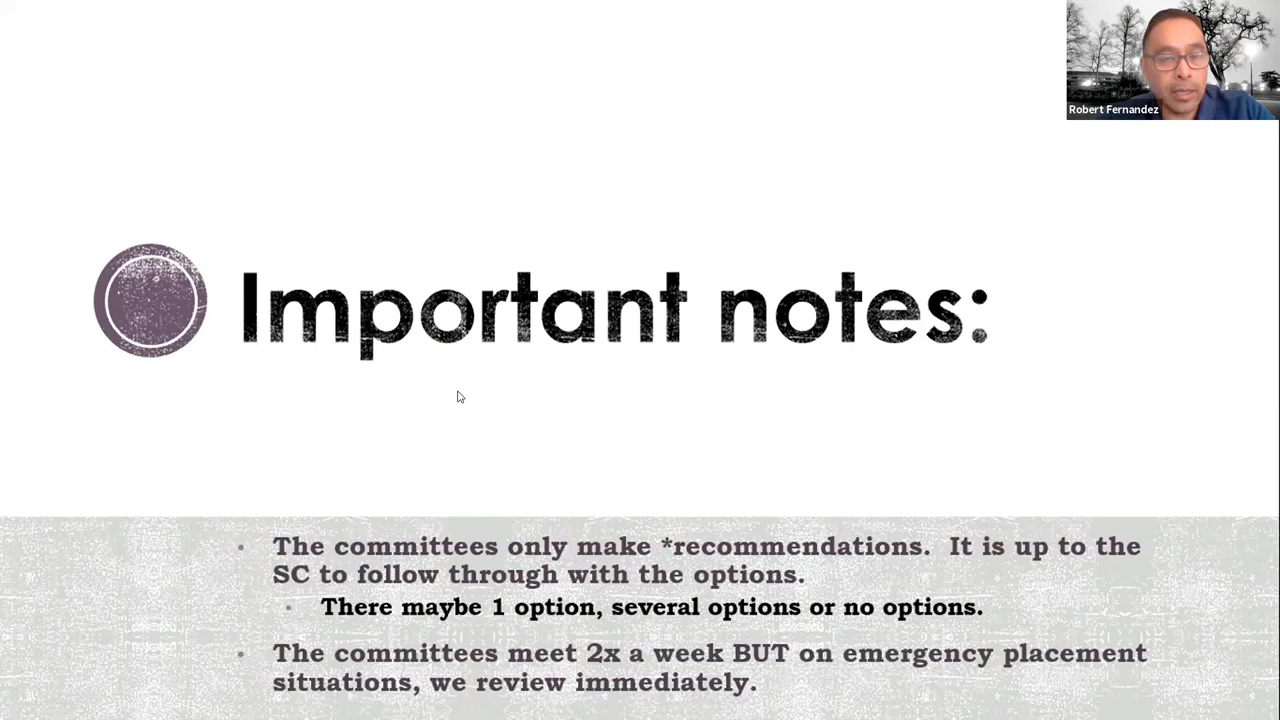 Robert Fernandez
Important notes:
The committees only make *recommendations. It is up to the
SC to follow through with the options.
There maybe 1 option, several options or no options.
The committees meet 2x a week BUT on emergency placement
situations, we review immediately.